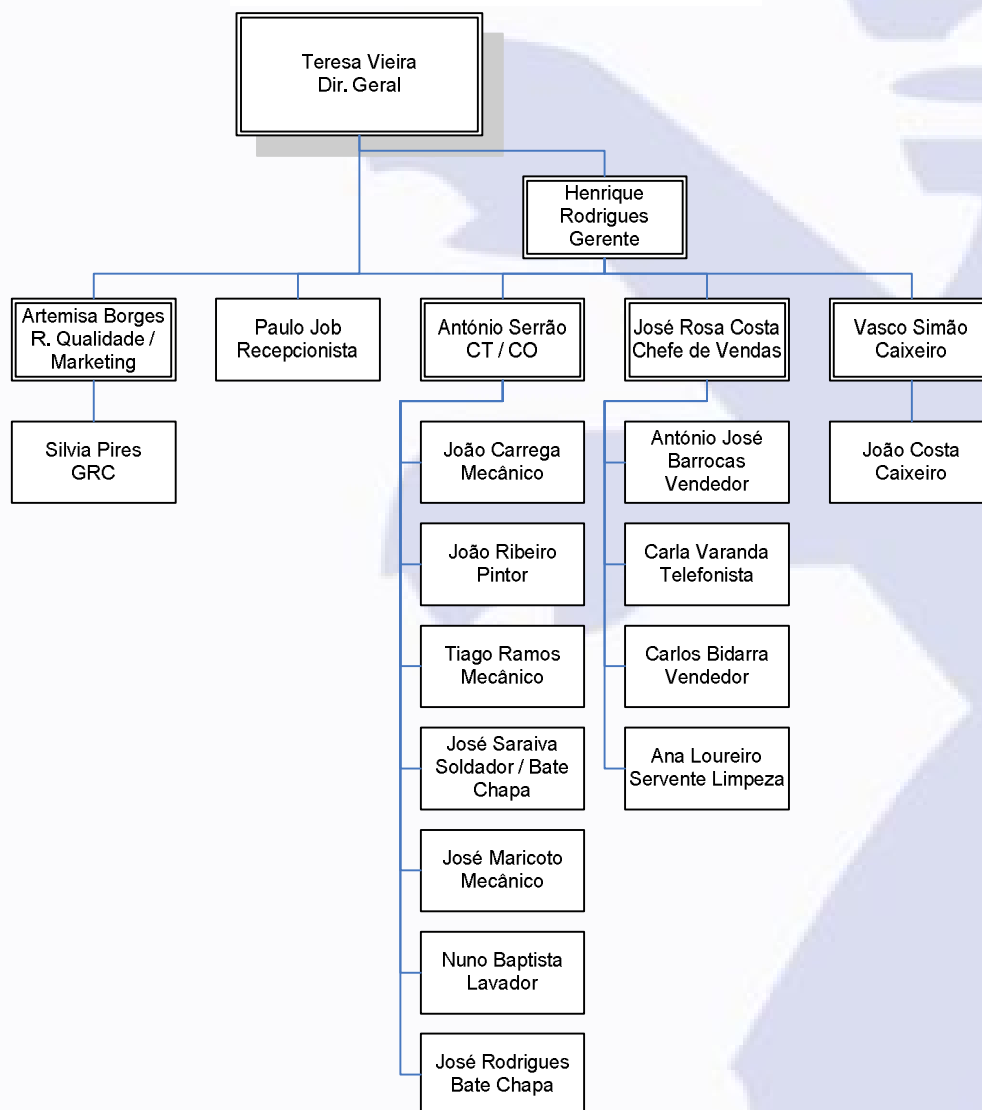 Teresa Vieira
Dir. Geral
Henrique
Rodrigues
Gerente
Artemisa Borges
R. Qualidade /
Marketing
Paulo Job
Recepcionista
António Serrão
CT / CO
José Rosa Costa
Chefe de Vendas
Vasco Simão
Caixeiro
Silvia Pires
GRC
João Carrega
Mecânico
António José
Barrocas
Vendedor
João Costa
Caixeiro
João Ribeiro
Pintor
Carla Varanda
Telefonista
Tiago Ramos
Mecânico
Carlos Bidarra
Vendedor
José Saraiva
Soldador / Bate
Chapa
Ana Loureiro
Servente Limpeza
José Maricoto
Mecânico
Nuno Baptista
Lavador
José Rodrigues
Bate Chapa